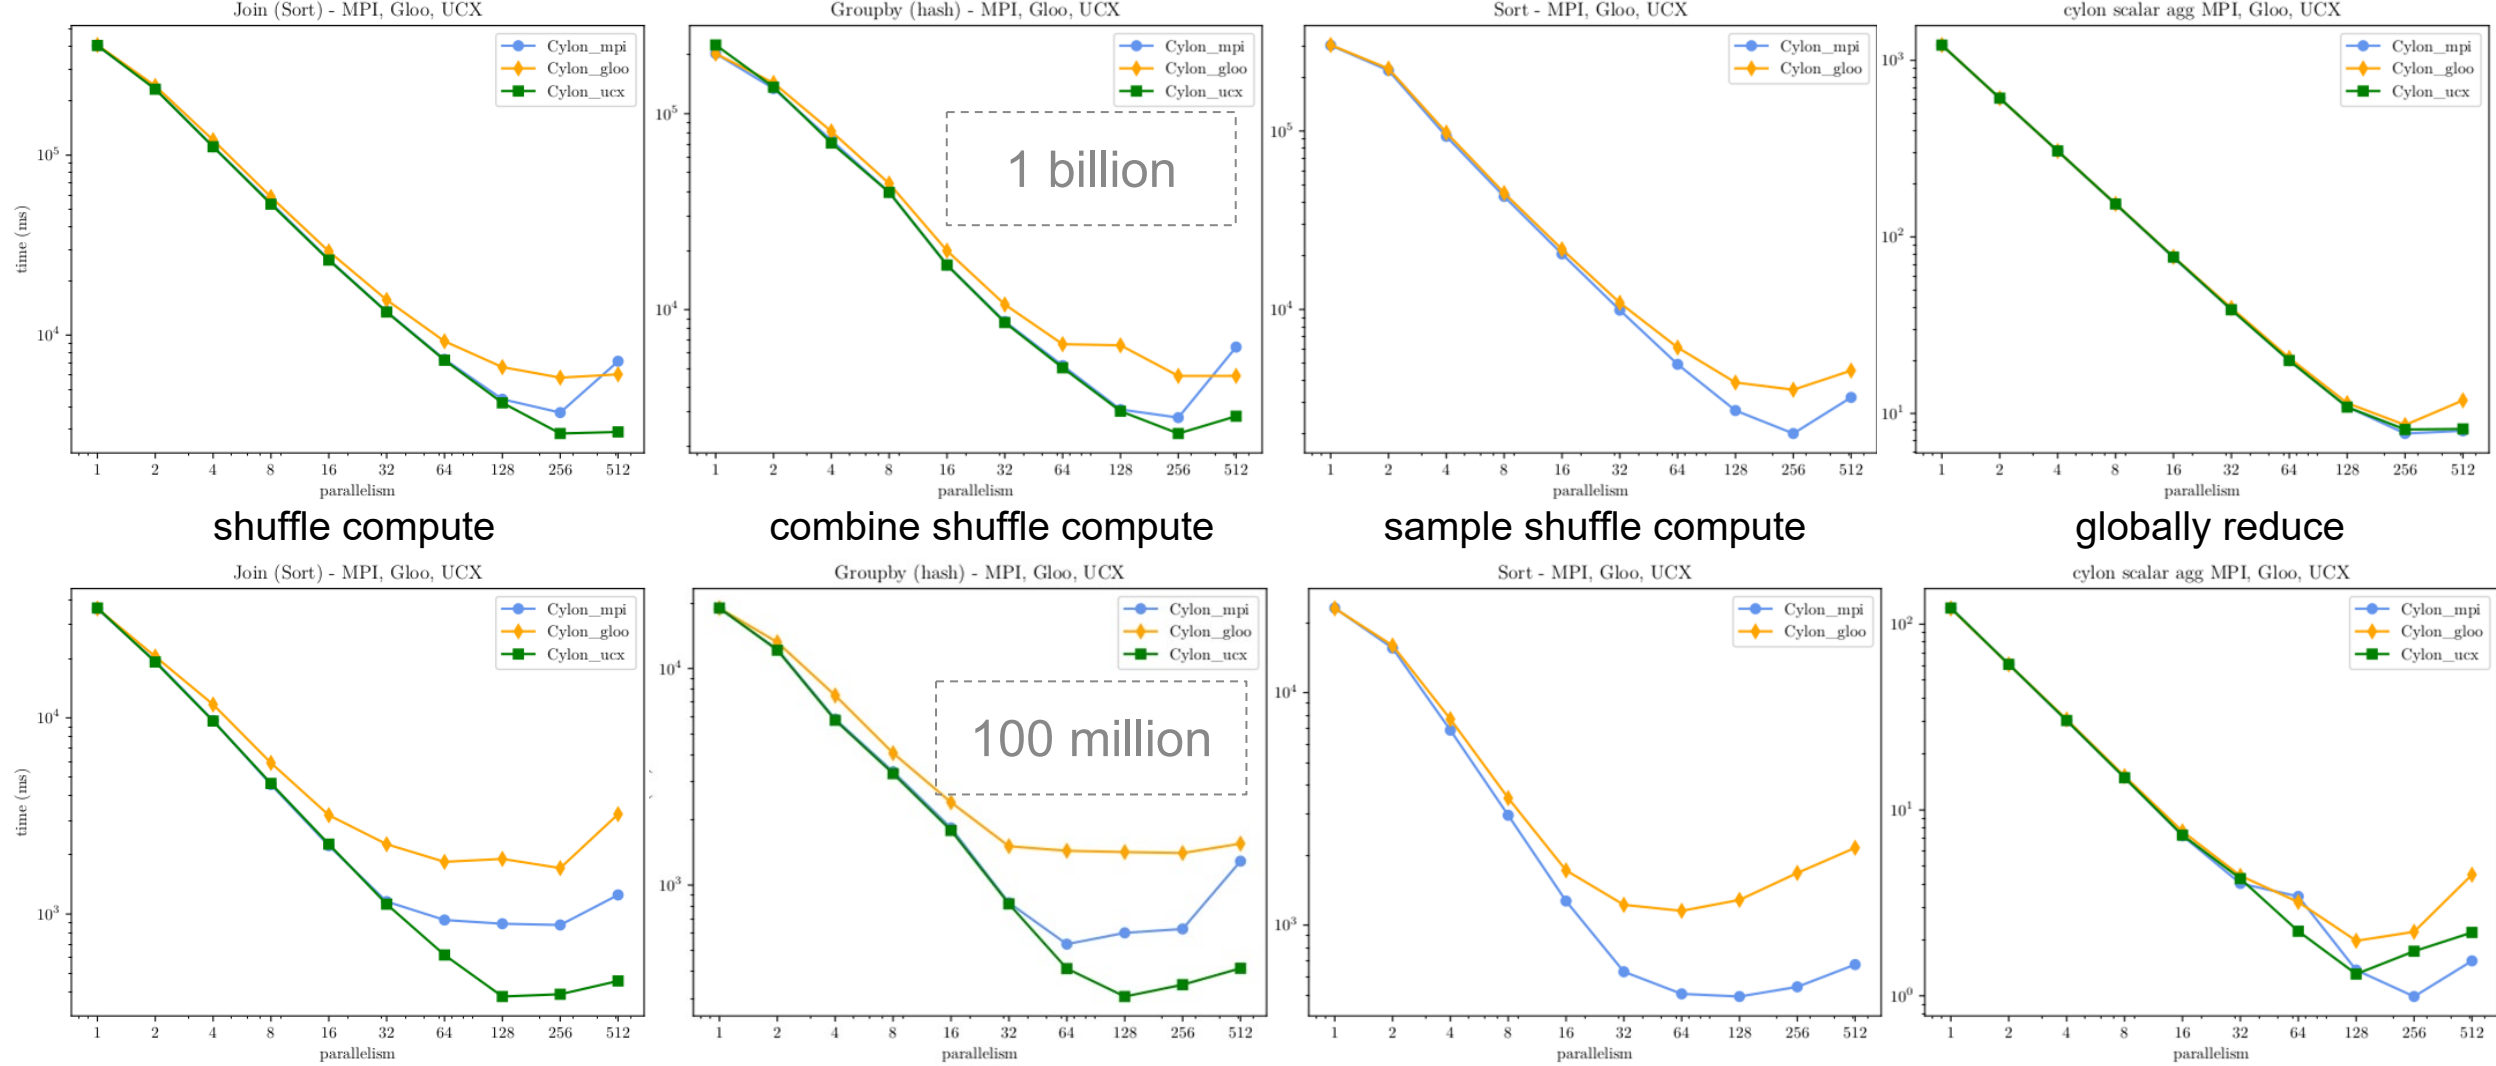 Join (Sort) - MPI, Gloo, UCX
Cylon_mpi
Cylon_gloo
Cylon_ucx
10^5
10^4
time (ms)
1 2 4 8 16 32 64 128 256 512
parallelism
Groupby (hash) - MPI, Gloo, UCX
Cylon_mpi
Cylon_gloo
Cylon_ucx
1 billion
10^5
10^4
1 2 4 8 16 32 64 128 256 512
parallelism
Sort - MPI, Gloo, UCX
Cylon_mpi
Cylon_gloo
10^5
10^4
1 2 4 8 16 32 64 128 256 512
parallelism
cylon scalar agg MPI, Gloo, UCX
Cylon_mpi
Cylon_gloo
Cylon_ucx
10^3
10^2
10^1
1 2 4 8 16 32 64 128 256 512
parallelism
shuffle compute
combine shuffle compute
sample shuffle compute
globally reduce
Join (Sort) - MPI, Gloo, UCX
Cylon_mpi
Cylon_gloo
Cylon_ucx
10^4
10^3
time (ms)
1 2 4 8 16 32 64 128 256 512
parallelism
Groupby (hash) - MPI, Gloo, UCX
Cylon_mpi
Cylon_gloo
Cylon_ucx
100 million
10^4
10^3
1 2 4 8 16 32 64 128 256 512
parallelism
Sort - MPI, Gloo, UCX
Cylon_mpi
Cylon_gloo
10^4
10^3
1 2 4 8 16 32 64 128 256 512
parallelism
cylon scalar agg MPI, Gloo, UCX
Cylon_mpi
Cylon_gloo
Cylon_ucx
10^2
10^1
10^0
1 2 4 8 16 32 64 128 256 512
parallelism